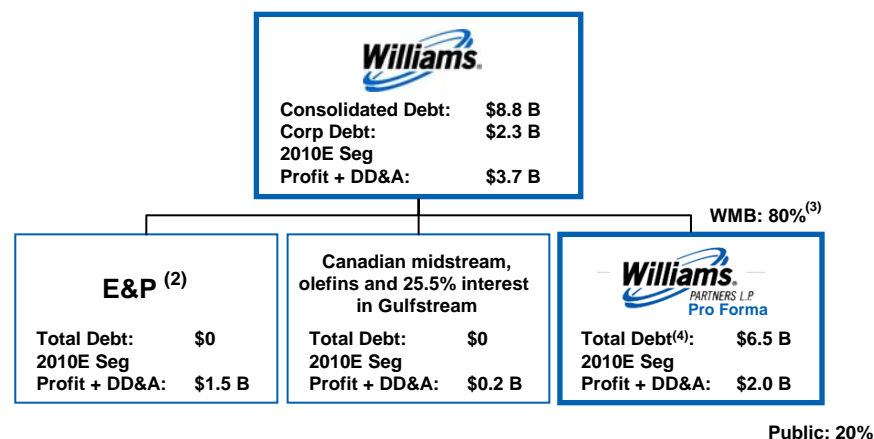 Williams.
Consolidated Debt: $8.8 B
Corp Debt: $2.3 B
2010E Seg
Profit + DD&A: $3.7 B
WMB: 80%(3)
E&P (2)
Total Debt: $0
2010E Seg
Profit + DD&A: $1.5 B
Canadian midstream,
olefins and 25.5% interest
in Gulfstream
Total Debt: $0
2010E Seg
Profit + DD&A: $0.2 B
Williams.
PARTNERS L.P.
Pro Forma
Total Debt(4): $6.5 B
2010E Seg
Profit + DD&A: $2.0 B
Public: 20%